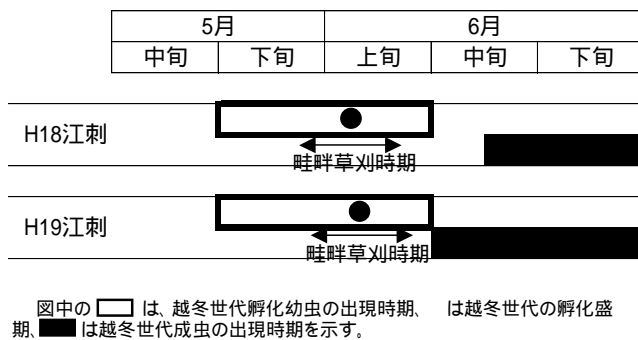 5月 6月
中旬 下旬 上旬 中旬 下旬
H18江刺
畦畔草刈時期
H19江刺
畦畔草刈時期
図中の は、越冬世代孵化幼虫の出現時期、 は越冬世代の孵化盛
期、 は越冬世代成虫の出現時期を示す。